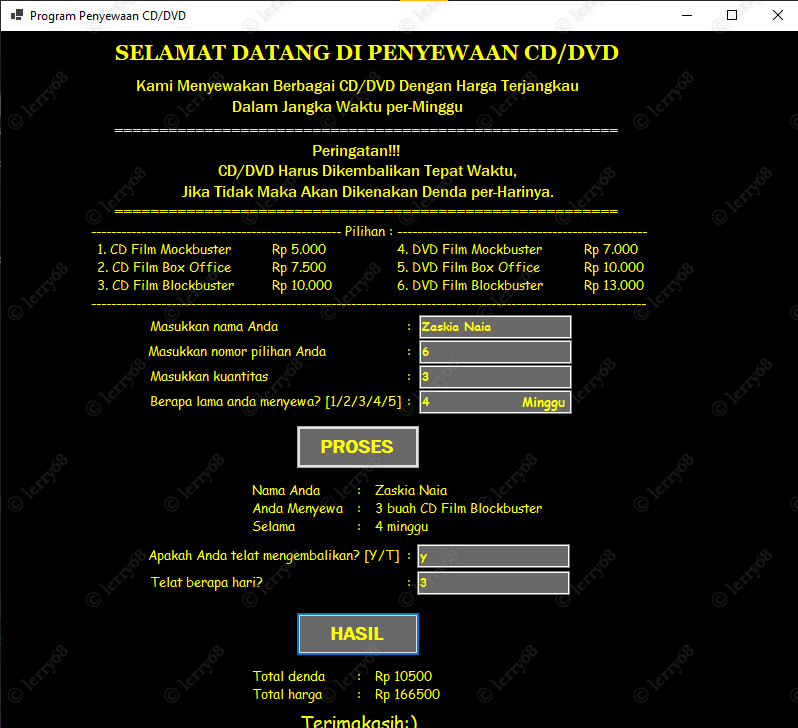 Program Penyewaan CD/DVD
SELAMAT DATANG DI PENYEWAAN CD/DVD
Kami Menyewakan Berbagai CD/DVD Dengan Harga Terjangkau
Dalam Jangka Waktu per-Minggu
========================================================
Peringatan!!!
CD/DVD Harus Dikembalikan Tepat Waktu,
Jika Tidak Maka Akan Dikenakan Denda per-Harinya.
========================================================
-------------------------------------------------- Pilihan : --------------------------------------------------
1. CD Film Mockbuster Rp 5.000 4. DVD Film Mockbuster Rp 7.000
2. CD Film Box Office Rp 7.500 5. DVD Film Box Office Rp 10.000
3. CD Film Blockbuster Rp 10.000 6. DVD Film Blockbuster Rp 13.000
---------------------------------------------------------------------------------------------------------------
Masukkan nama Anda : Zaskia Naia
Masukkan nomor pilihan Anda : 6
Masukkan kuantitas : 3
Berapa lama anda menyewa? [1/2/3/4/5] : 4 Minggu
PROSES
Nama Anda : Zaskia Naia
Anda Menyewa : 3 buah CD Film Blockbuster
Selama : 4 minggu
Apakah Anda telat mengembalikan? [Y/T] : y
Telat berapa hari? : 3
HASIL
Total denda : Rp 10500
Total harga : Rp 166500
Terimakasih:)
© lerry68